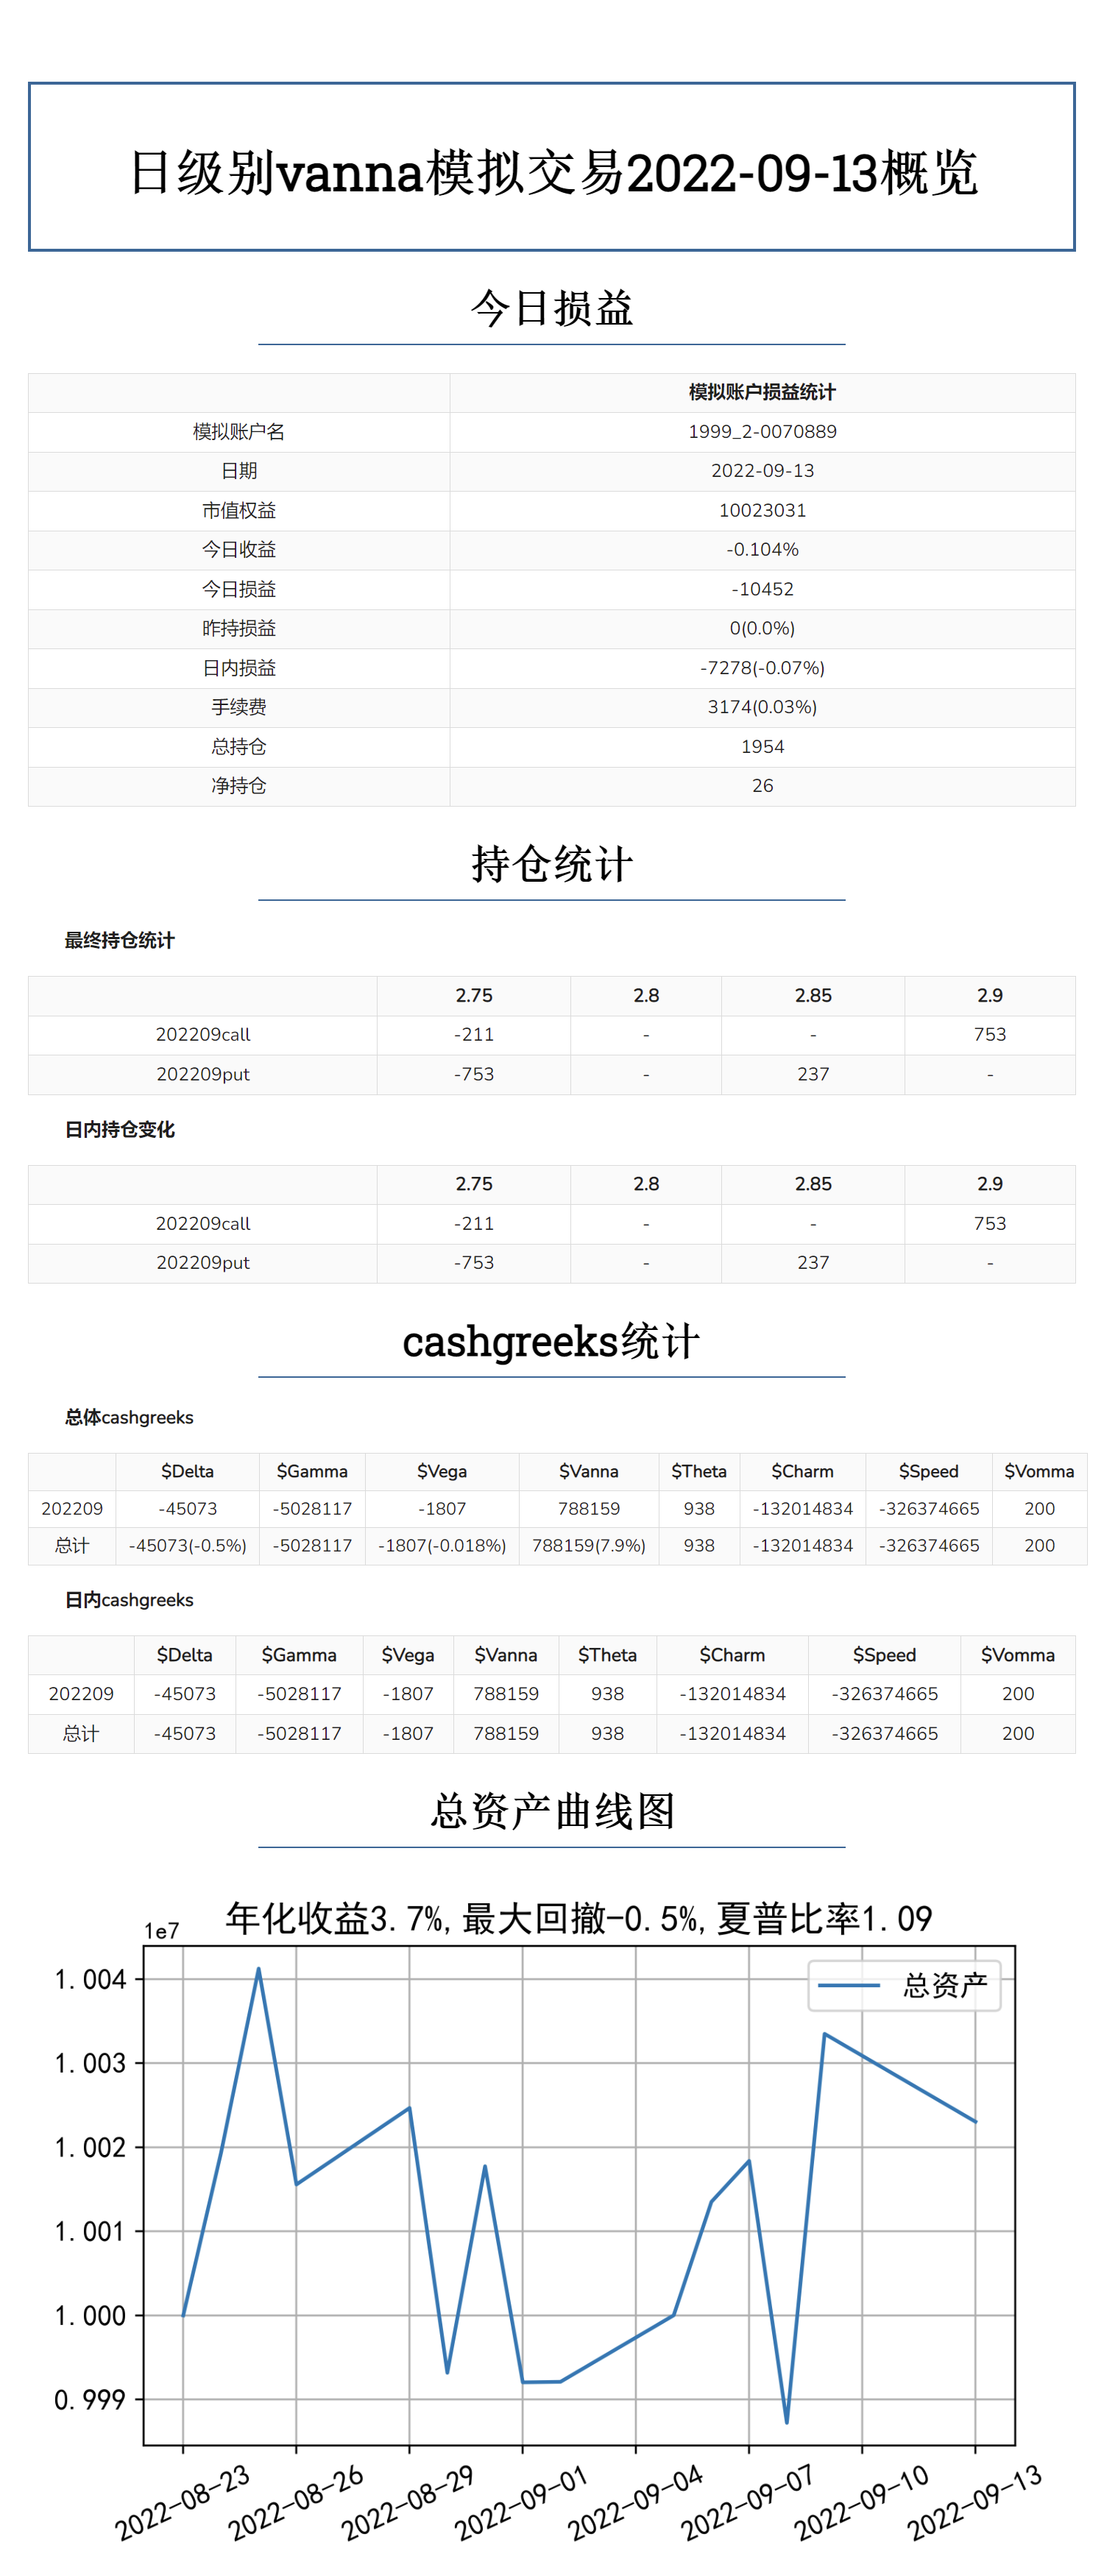 日级别vanna模拟交易2022-09-13概览
今日损益
模拟账户损益统计
模拟账户名 1999_2-0070889
日期 2022-09-13
市值权益 10023031
今日收益 -0.104%
今日损益 -10452
昨持损益 0(0.0%)
日内损益 -7278(-0.07%)
手续费 3174(0.03%)
总持仓 1954
净持仓 26
持仓统计
最终持仓统计
2.75 2.8 2.85 2.9
202209call -211 - - 753
202209put -753 - 237 -
日内持仓变化
2.75 2.8 2.85 2.9
202209call -211 - - 753
202209put -753 - 237 -
cashgreeks统计
总体cashgreeks
$Delta $Gamma $Vega $Vanna $Theta $Charm $Speed $Vomma
202209 -45073 -5028117 -1807 788159 938 -132014834 -326374665 200
总计 -45073(-0.5%) -5028117 -1807(-0.018%) 788159(7.9%) 938 -132014834 -326374665 200
日内cashgreeks
$Delta $Gamma $Vega $Vanna $Theta $Charm $Speed $Vomma
202209 -45073 -5028117 -1807 788159 938 -132014834 -326374665 200
总计 -45073 -5028117 -1807 788159 938 -132014834 -326374665 200
总资产曲线图
年化收益3.7%,最大回撤-0.5%,夏普比率1.09
1e7
总资产
1.004
1.003
1.002
1.001
1.000
0.999
2022-08-23 2022-08-26 2022-08-29 2022-09-01 2022-09-04 2022-09-07 2022-09-10 2022-09-13